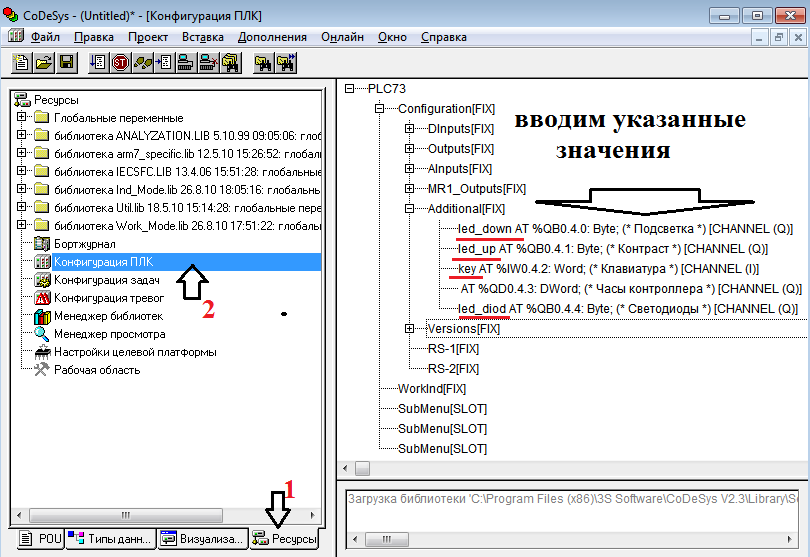 CoDeSys - (Untitled)* - [Конфигурация ПЛК]
Файл Правка Проект Вставка Дополнения Онлайн Окно Справка
Ресурсы
Глобальные переменные
библиотека ANALYZATION.LIB 5.10.99 09:05:06: глобал
библиотека arm7_specific.lib 12.5.10 15:26:52: глобальн
библиотека IECSFC.LIB 13.4.06 15:51:28: глобальные п
библиотека Ind_Mode.lib 26.8.10 18:05:16: глобальные
библиотека Util.lib 18.5.10 15:14:28: глобальные пере
библиотека Work_Mode.lib 26.8.10 17:51:22: глобальны
Бортжурнал
Конфигурация ПЛК
Конфигурация задач
Конфигурация тревог
Менеджер библиотек
Менеджер просмотра
Настройки целевой платформы
Рабочая область
2
1
POU Типы данн... Визуализа... Ресурсы
PLC73
Configuration[FIX]
DInputs[FIX]
Outputs[FIX]
AInputs[FIX]
MR1_Outputs[FIX]
Additional[FIX]
led_down AT %QB0.4.0: Byte; (* Подсветка *) [CHANNEL (Q)]
led_up AT %QB0.4.1: Byte; (* Контраст *) [CHANNEL (Q)]
key AT %IW0.4.2: Word; (* Клавиатура *) [CHANNEL (I)]
AT %QD0.4.3: DWord; (* Часы контроллера *) [CHANNEL (Q)]
led_diod AT %QB0.4.4: Byte; (* Светодиоды *) [CHANNEL (Q)]
Versions[FIX]
RS-1[FIX]
RS-2[FIX]
WorkInd[FIX]
SubMenu[SLOT]
SubMenu[SLOT]
SubMenu[SLOT]
вводим указанные
значения
Загрузка библиотеки 'C:\Program Files (x86)\3S Software\CoDeSys V2.3\Library\S